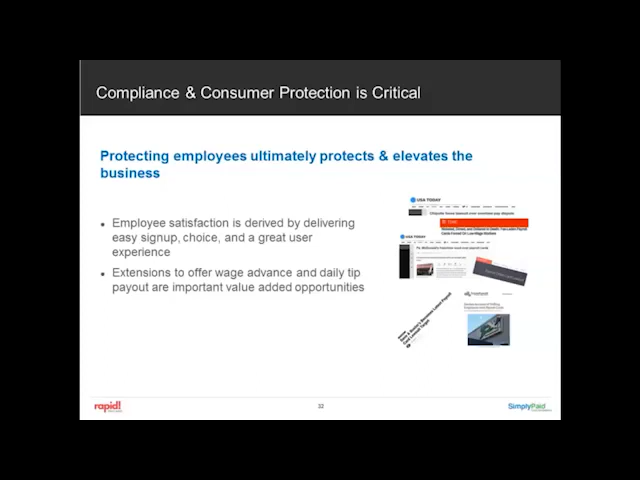 Compliance & Consumer Protection is Critical
Protecting employees ultimately protects & elevates the
business
Employee satisfaction is derived by delivering
easy signup, choice, and a great user
experience
Extensions to offer wage advance and daily tip
payout are important value added opportunities
USA TODAY
USA TODAY
rapid!
32
SimplyPaid